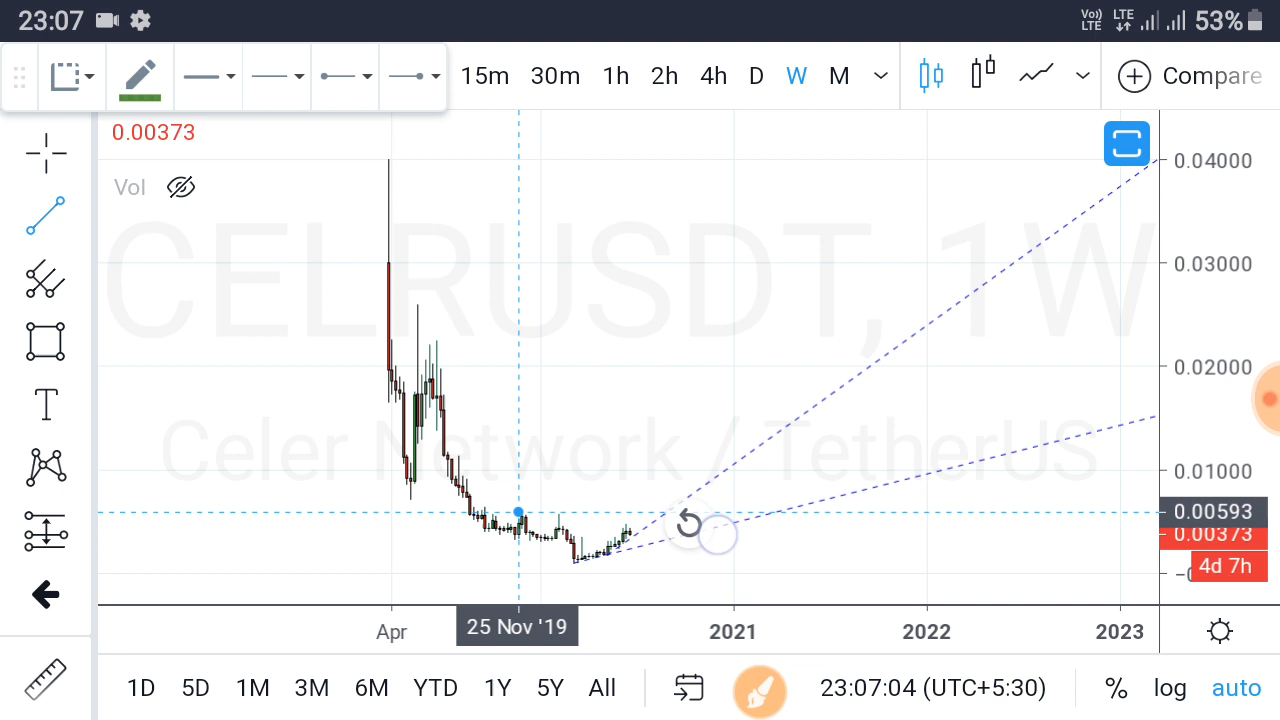 23:07 Vo)) LTE LTE 53%
15m 30m 1h 2h 4h D W M Compare
0.00373
Vol
CELRUSDT, 1W
Celer Network / TetherUS
0.04000
0.03000
0.02000
0.01000
0.00593
0.00373
4d 7h
Apr 25 Nov '19 2021 2022 2023
1D 5D 1M 3M 6M YTD 1Y 5Y All 23:07:04 (UTC+5:30) % log auto